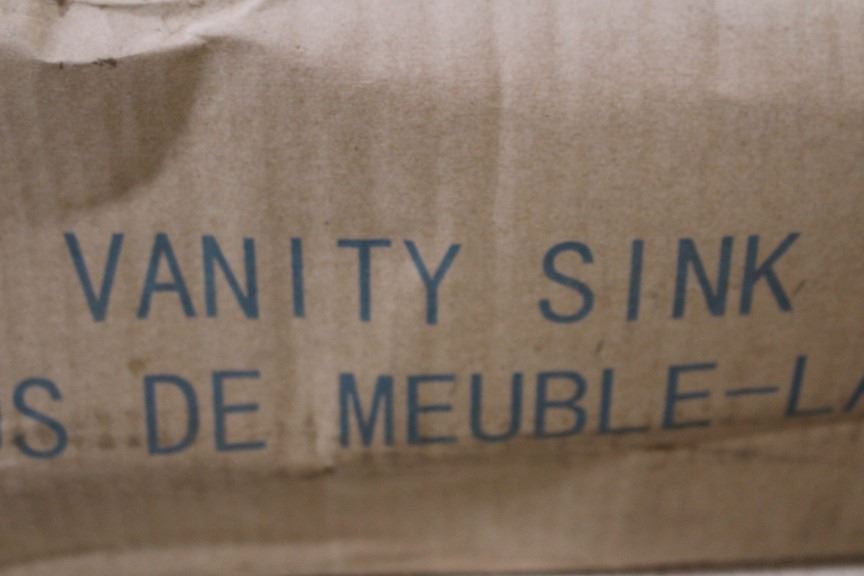 VANITY SINK
DE MEUBLE-